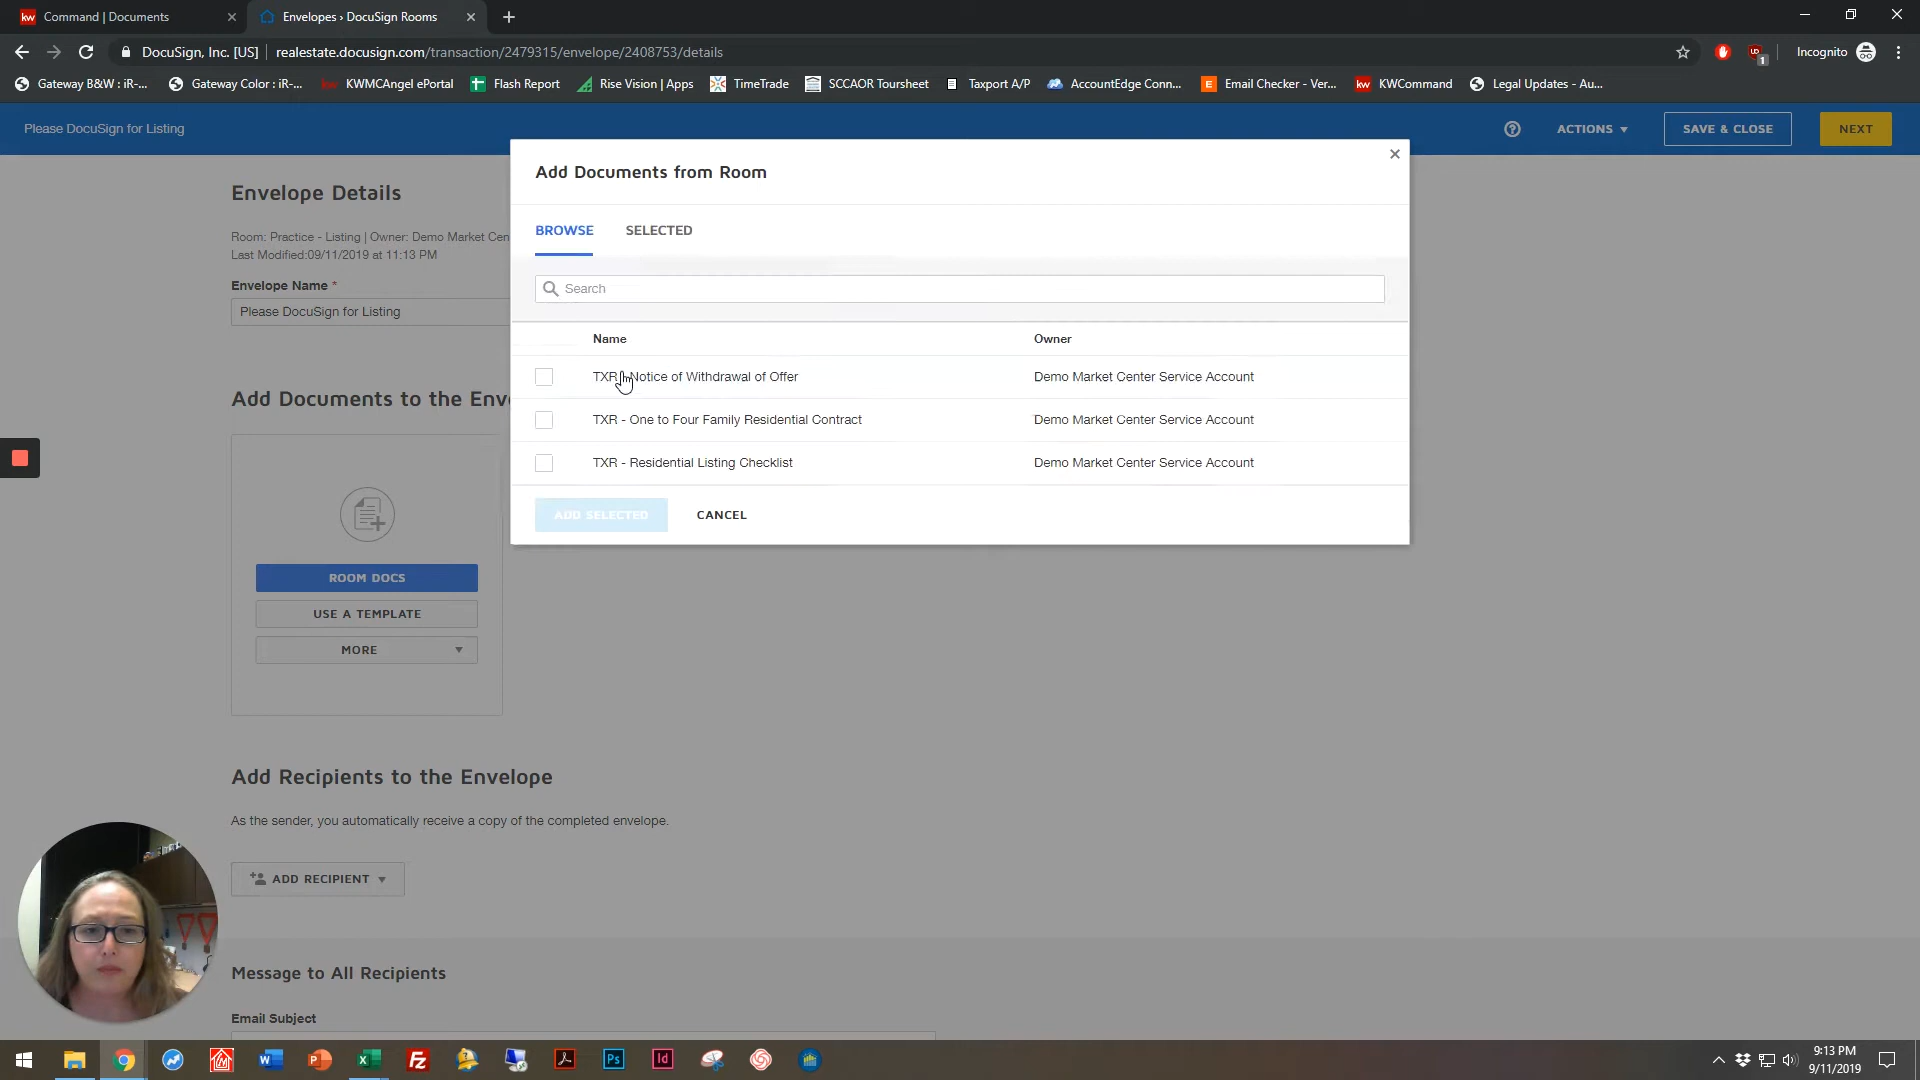 Command | Documents
Envelopes › DocuSign Rooms
DocuSign, Inc. [US] | realestate.docusign.com/transaction/2479315/envelope/2408753/details
Incognito
Gateway B&W : iR-...
Gateway Color : iR-...
KWMCAngel ePortal
Flash Report
Rise Vision | Apps
TimeTrade
SCCAOR Toursheet
Taxport A/P
AccountEdge Conn...
Email Checker - Ver...
KWCommand
Legal Updates - Au...
Please DocuSign for Listing
ACTIONS
SAVE & CLOSE
NEXT
Envelope Details
Room: Practice - Listing | Owner: Demo Market Cen
Last Modified:09/11/2019 at 11:13 PM
Envelope Name *
Please DocuSign for Listing
Add Documents to the Env
ROOM DOCS
USE A TEMPLATE
MORE
Add Documents from Room
BROWSE
SELECTED
Search
Name
Owner
TXR - Notice of Withdrawal of Offer
Demo Market Center Service Account
TXR - One to Four Family Residential Contract
Demo Market Center Service Account
TXR - Residential Listing Checklist
Demo Market Center Service Account
ADD SELECTED
CANCEL
Add Recipients to the Envelope
As the sender, you automatically receive a copy of the completed envelope.
ADD RECIPIENT
Message to All Recipients
Email Subject
9:13 PM
9/11/2019